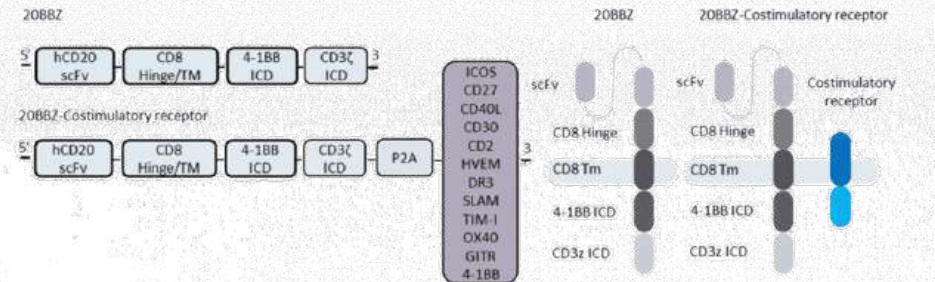 20BBZ
5'
hCD20
scFv
CD8
Hinge/TM
4-1BB
ICD
CD3ζ
ICD
3
20BBZ-Costimulatory receptor
5'
hCD20
scFv
CD8
Hinge/TM
4-1BB
ICD
CD3ζ
ICD
P2A
ICOS
CD27
CD40L
CD30
CD2
HVEM
DR3
SLAM
TIM-I
OX40
GITR
4-1BB
3
20BBZ
scFv
CD8 Hinge
CD8 Tm
4-1BB ICD
CD3z ICD
20BBZ-Costimulatory receptor
scFv
Costimulatory
receptor
CD8 Hinge
CD8 Tm
4-1BB ICD
CD3z ICD